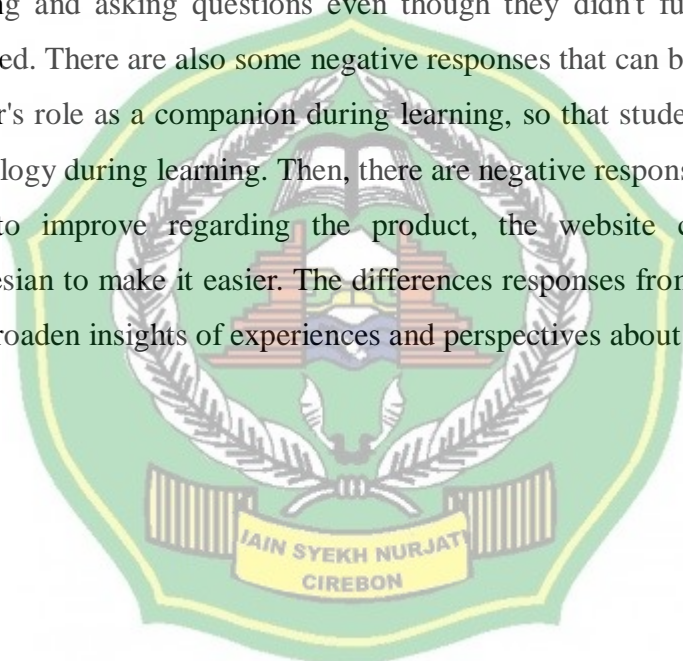 ng and asking questions even though they didn't fu
ed. There are also some negative responses that can b
r's role as a companion during learning, so that stude
logy during learning. Then, there are negative respons
to improve regarding the product, the website c
esian to make it easier. The differences responses from
roaden insights of experiences and perspectives about
IAIN SYEKH NURJATI
CIREBON